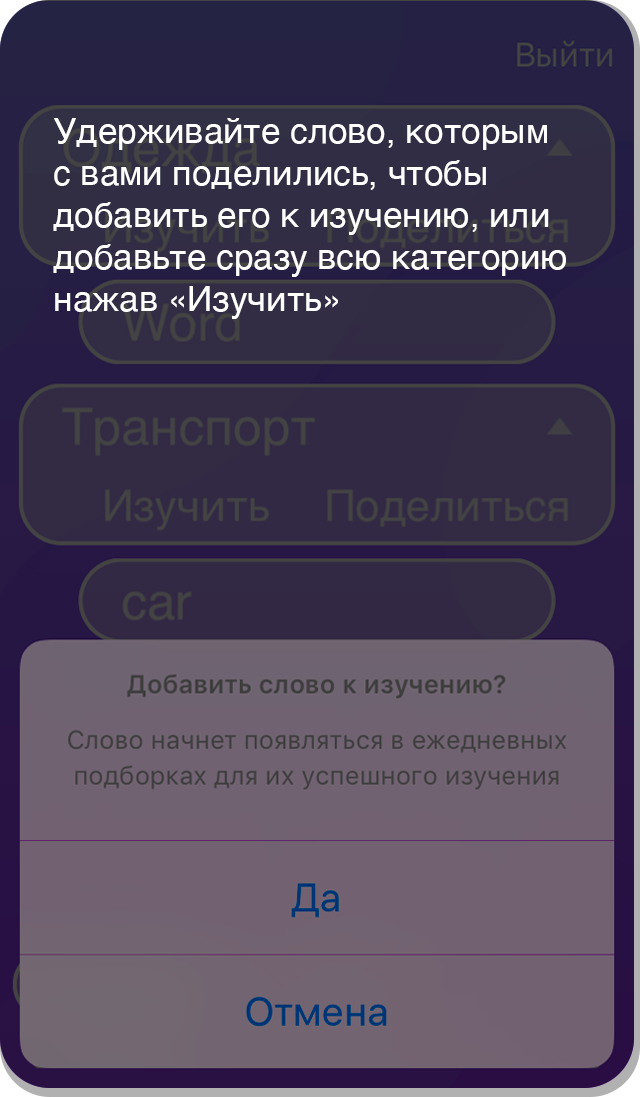 Выйти
Одежда
Удерживайте слово, которым
с вами поделились, чтобы
добавить его к изучению, или
добавьте сразу всю категорию
нажав «Изучить»
Изучить Поделиться
Word
Транспорт
Изучить Поделиться
car
Добавить слово к изучению?
Слово начнет появляться в ежедневных
подборках для их успешного изучения
Да
Отмена